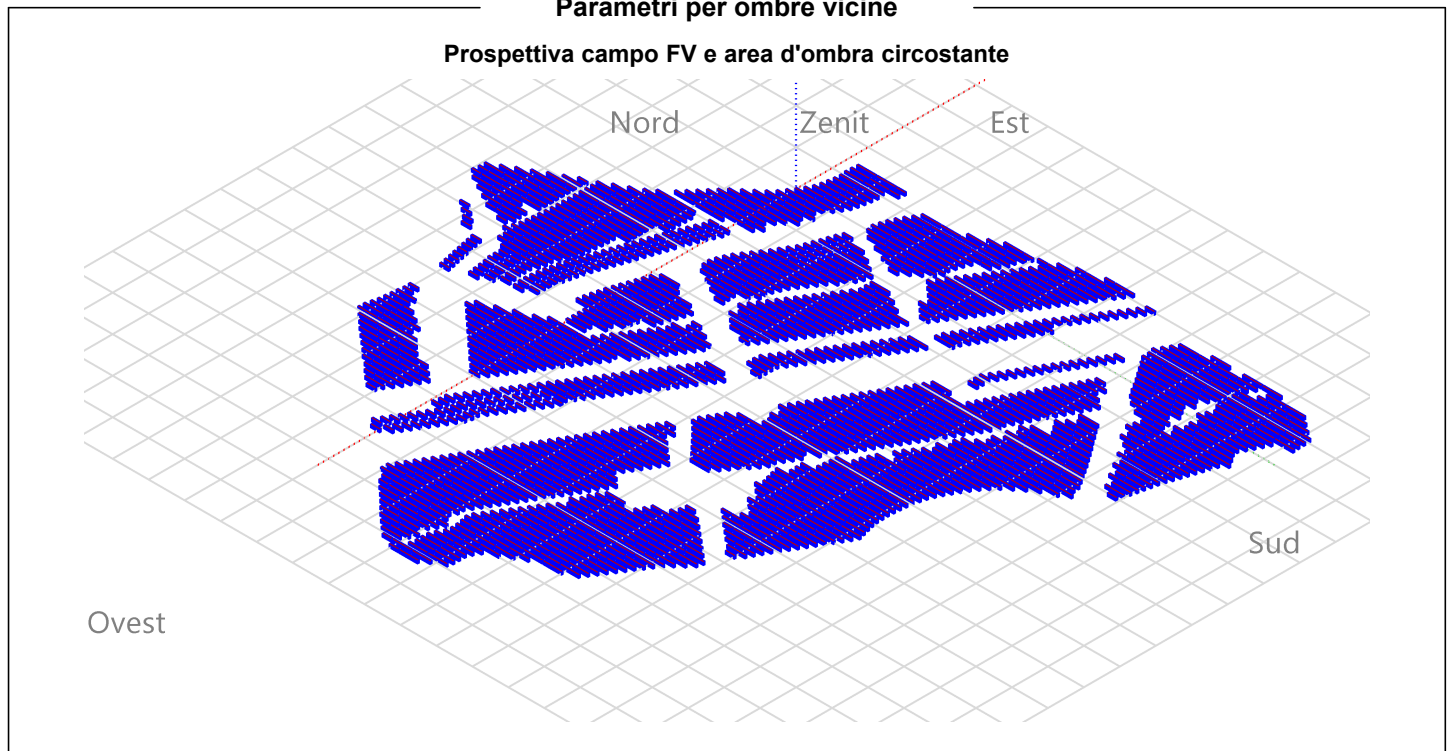 Parametri per ombre vicine
Prospettiva campo FV e area d'ombra circostante
Nord
Zenit
Est
Sud
Ovest